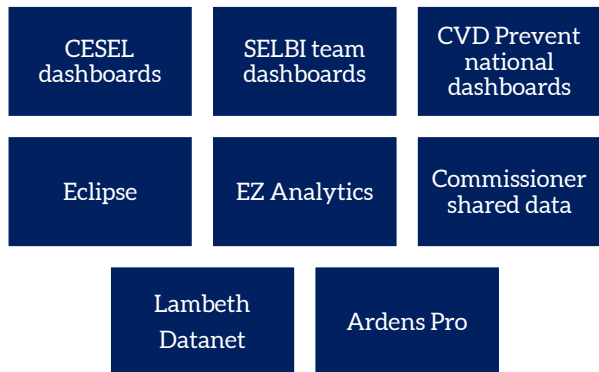 CESEL
dashboards
SELBI team
dashboards
CVD Prevent
national
dashboards
Eclipse
EZ Analytics
Commissioner
shared data
Lambeth
Datanet
Ardens Pro